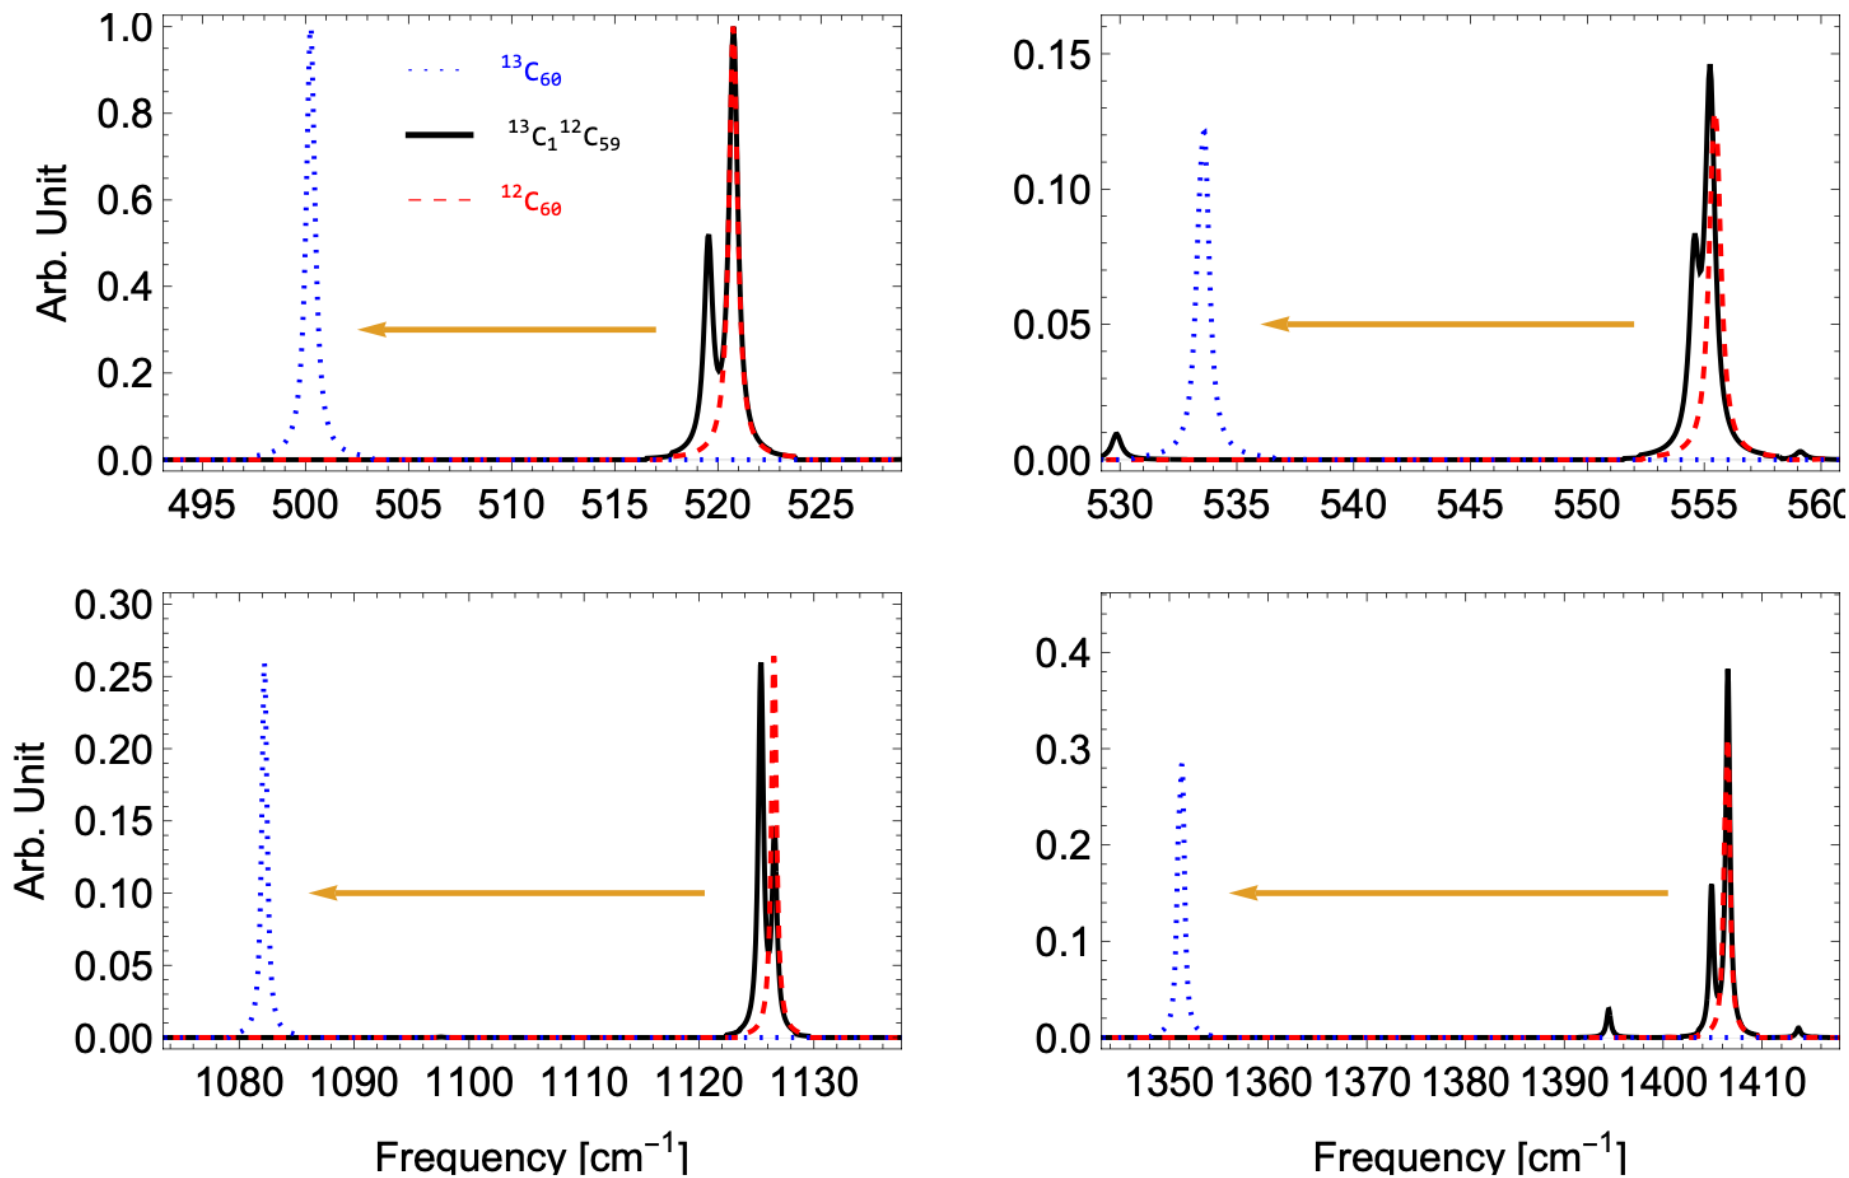 1.0
0.8
0.6
0.4
0.2
0.0
Arb. Unit
¹³C₆₀
¹³C₁¹²C₅₉
¹²C₆₀
495 500 505 510 515 520 525
0.15
0.10
0.05
0.00
530 535 540 545 550 555 560
0.30
0.25
0.20
0.15
0.10
0.05
0.00
Arb. Unit
1080 1090 1100 1110 1120 1130
Frequency [cm⁻¹]
0.4
0.3
0.2
0.1
0.0
1350 1360 1370 1380 1390 1400 1410
Frequency [cm⁻¹]